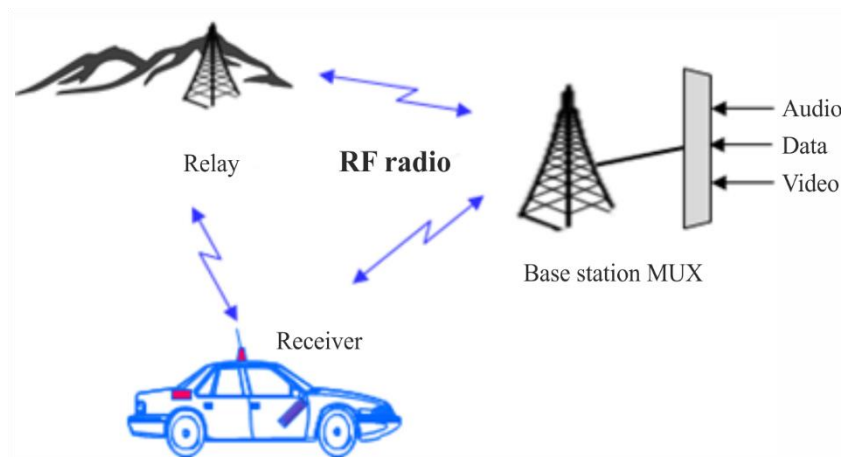 Audio
Data
Video
Relay
RF radio
Base station MUX
Receiver